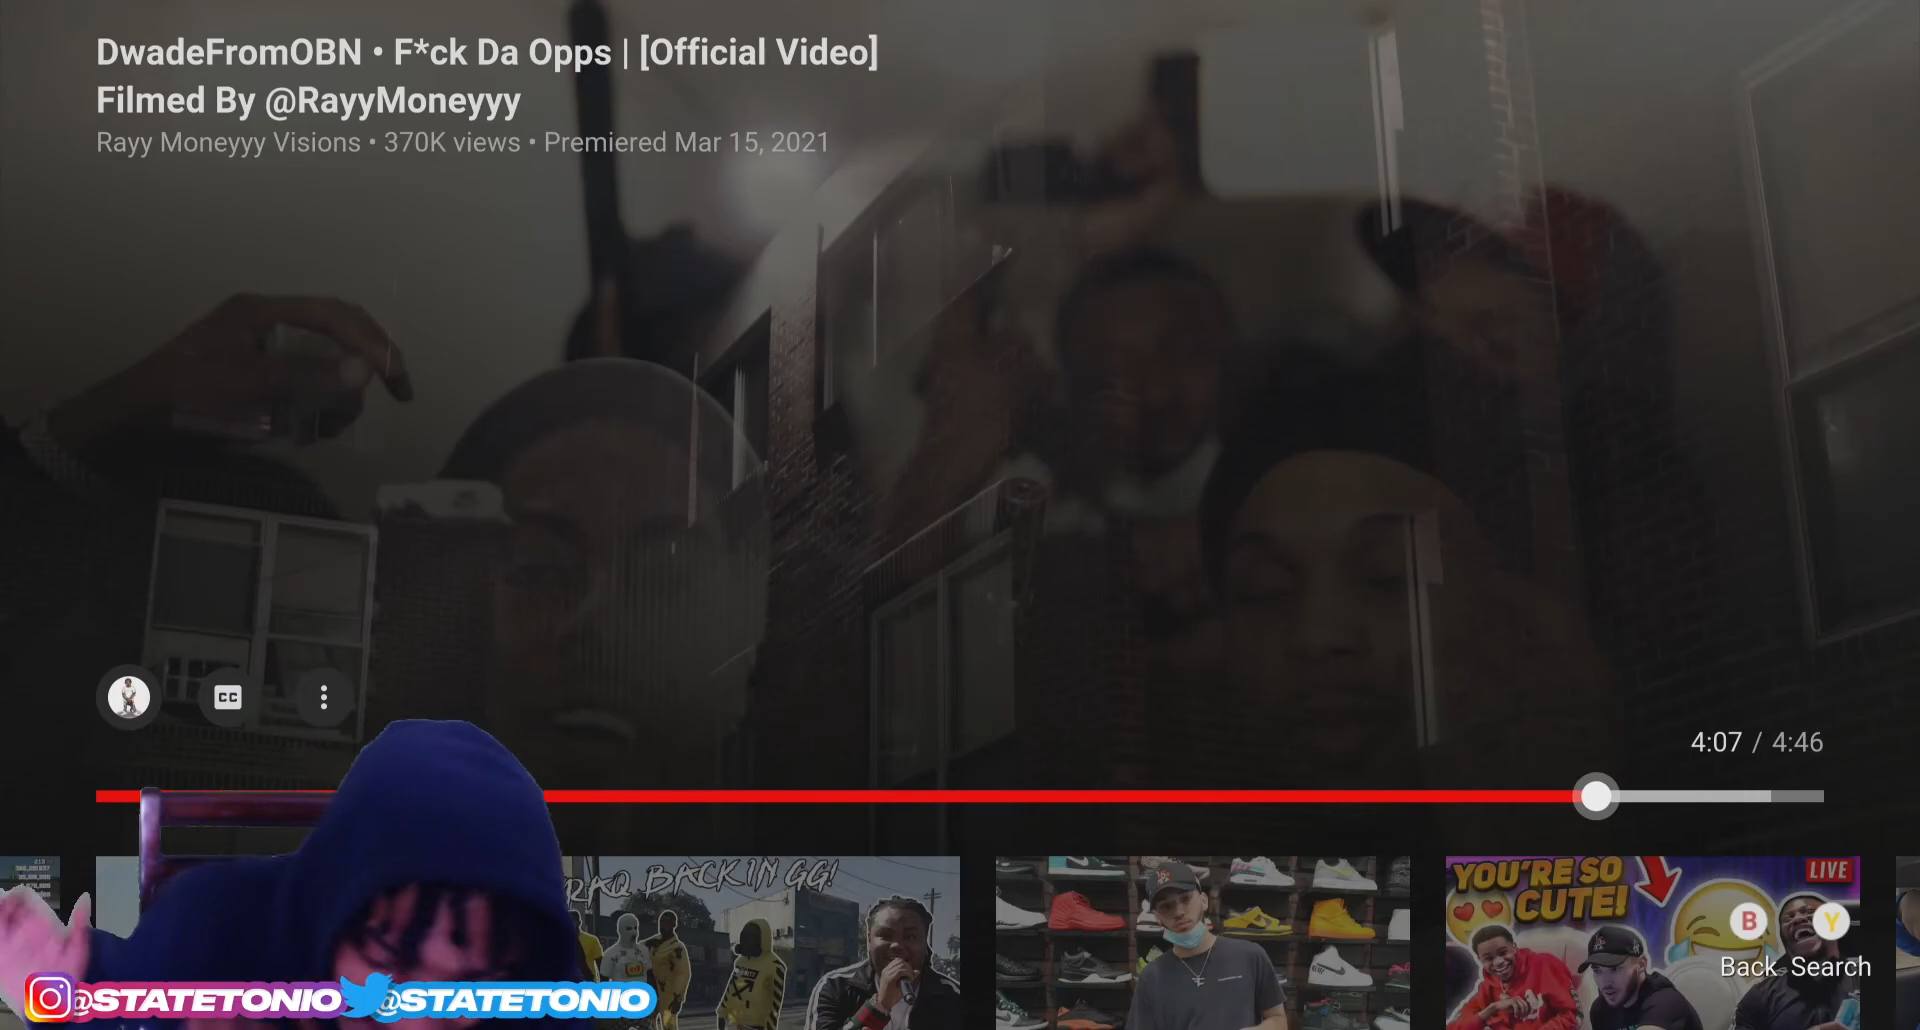 DwadeFromOBN • F*ck Da Opps | [Official Video]
Filmed By @RayyMoneyyy
Rayy Moneyyy Visions • 370K views • Premiered Mar 15, 2021
CC
4:07 / 4:46
RAQ BACK IN GG!
YOU'RE SO
CUTE!
LIVE
B Y
Back Search
@STATETONIO @STATETONIO